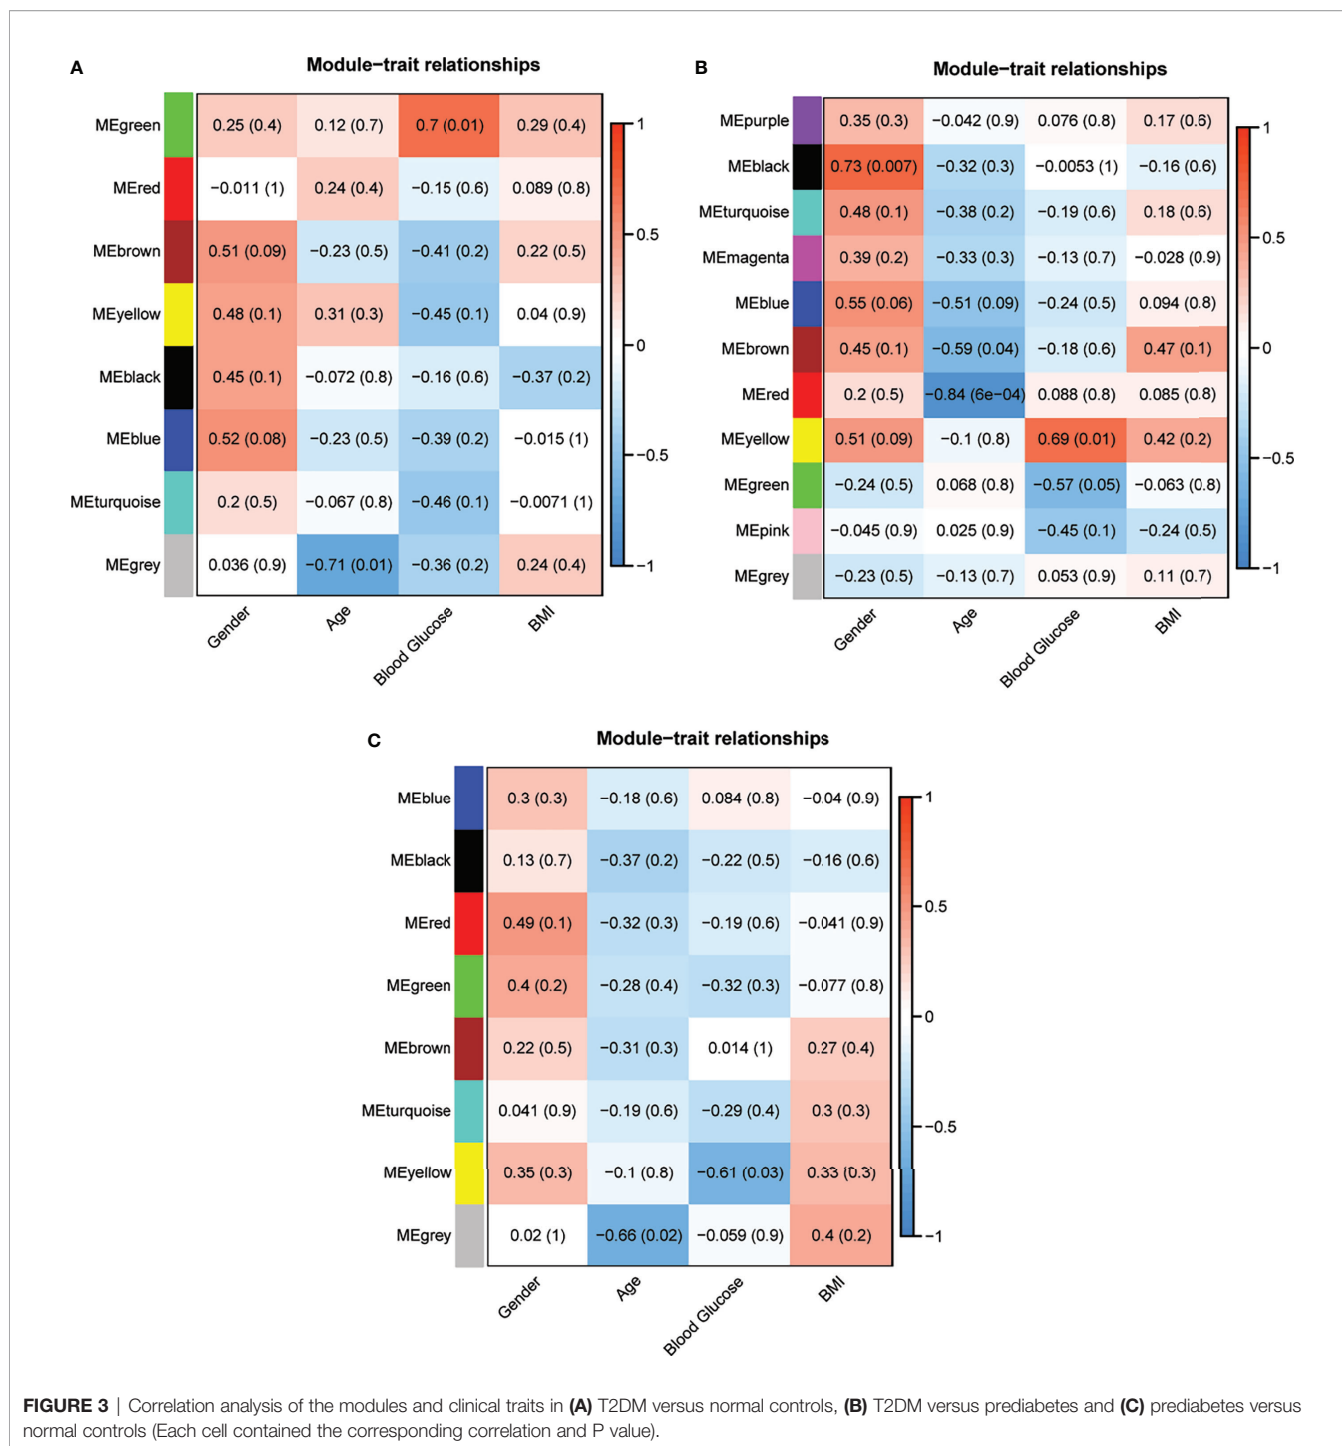 A
Module−trait relationships
MEgreen 0.25 (0.4) 0.12 (0.7) 0.7 (0.01) 0.29 (0.4)
MEred −0.011 (1) 0.24 (0.4) −0.15 (0.6) 0.089 (0.8)
MEbrown 0.51 (0.09) −0.23 (0.5) −0.41 (0.2) 0.22 (0.5)
MEyellow 0.48 (0.1) 0.31 (0.3) −0.45 (0.1) 0.04 (0.9)
MEblack 0.45 (0.1) −0.072 (0.8) −0.16 (0.6) −0.37 (0.2)
MEblue 0.52 (0.08) −0.23 (0.5) −0.39 (0.2) −0.015 (1)
MEturquoise 0.2 (0.5) −0.067 (0.8) −0.46 (0.1) −0.0071 (1)
MEgrey 0.036 (0.9) −0.71 (0.01) −0.36 (0.2) 0.24 (0.4)
Gender Age Blood Glucose BMI
1
0.5
0
−0.5
−1
B
Module−trait relationships
MEpurple 0.35 (0.3) −0.042 (0.9) 0.076 (0.8) 0.17 (0.6)
MEblack 0.73 (0.007) −0.32 (0.3) −0.0053 (1) −0.16 (0.6)
MEturquoise 0.48 (0.1) −0.38 (0.2) −0.19 (0.6) 0.18 (0.6)
MEmagenta 0.39 (0.2) −0.33 (0.3) −0.13 (0.7) −0.028 (0.9)
MEblue 0.55 (0.06) −0.51 (0.09) −0.24 (0.5) 0.094 (0.8)
MEbrown 0.45 (0.1) −0.59 (0.04) −0.18 (0.6) 0.47 (0.1)
MEred 0.2 (0.5) −0.84 (6e−04) 0.088 (0.8) 0.085 (0.8)
MEyellow 0.51 (0.09) −0.1 (0.8) 0.69 (0.01) 0.42 (0.2)
MEgreen −0.24 (0.5) 0.068 (0.8) −0.57 (0.05) −0.063 (0.8)
MEpink −0.045 (0.9) 0.025 (0.9) −0.45 (0.1) −0.24 (0.5)
MEgrey −0.23 (0.5) −0.13 (0.7) 0.053 (0.9) 0.11 (0.7)
Gender Age Blood Glucose BMI
1
0.5
0
−0.5
−1
C
Module−trait relationships
MEblue 0.3 (0.3) −0.18 (0.6) 0.084 (0.8) −0.04 (0.9)
MEblack 0.13 (0.7) −0.37 (0.2) −0.22 (0.5) −0.16 (0.6)
MEred 0.49 (0.1) −0.32 (0.3) −0.19 (0.6) −0.041 (0.9)
MEgreen 0.4 (0.2) −0.28 (0.4) −0.32 (0.3) −0.077 (0.8)
MEbrown 0.22 (0.5) −0.31 (0.3) 0.014 (1) 0.27 (0.4)
MEturquoise 0.041 (0.9) −0.19 (0.6) −0.29 (0.4) 0.3 (0.3)
MEyellow 0.35 (0.3) −0.1 (0.8) −0.61 (0.03) 0.33 (0.3)
MEgrey 0.02 (1) −0.66 (0.02) −0.059 (0.9) 0.4 (0.2)
Gender Age Blood Glucose BMI
1
0.5
0
−0.5
−1
FIGURE 3 | Correlation analysis of the modules and clinical traits in (A) T2DM versus normal controls, (B) T2DM versus prediabetes and (C) prediabetes versus
normal controls (Each cell contained the corresponding correlation and P value).